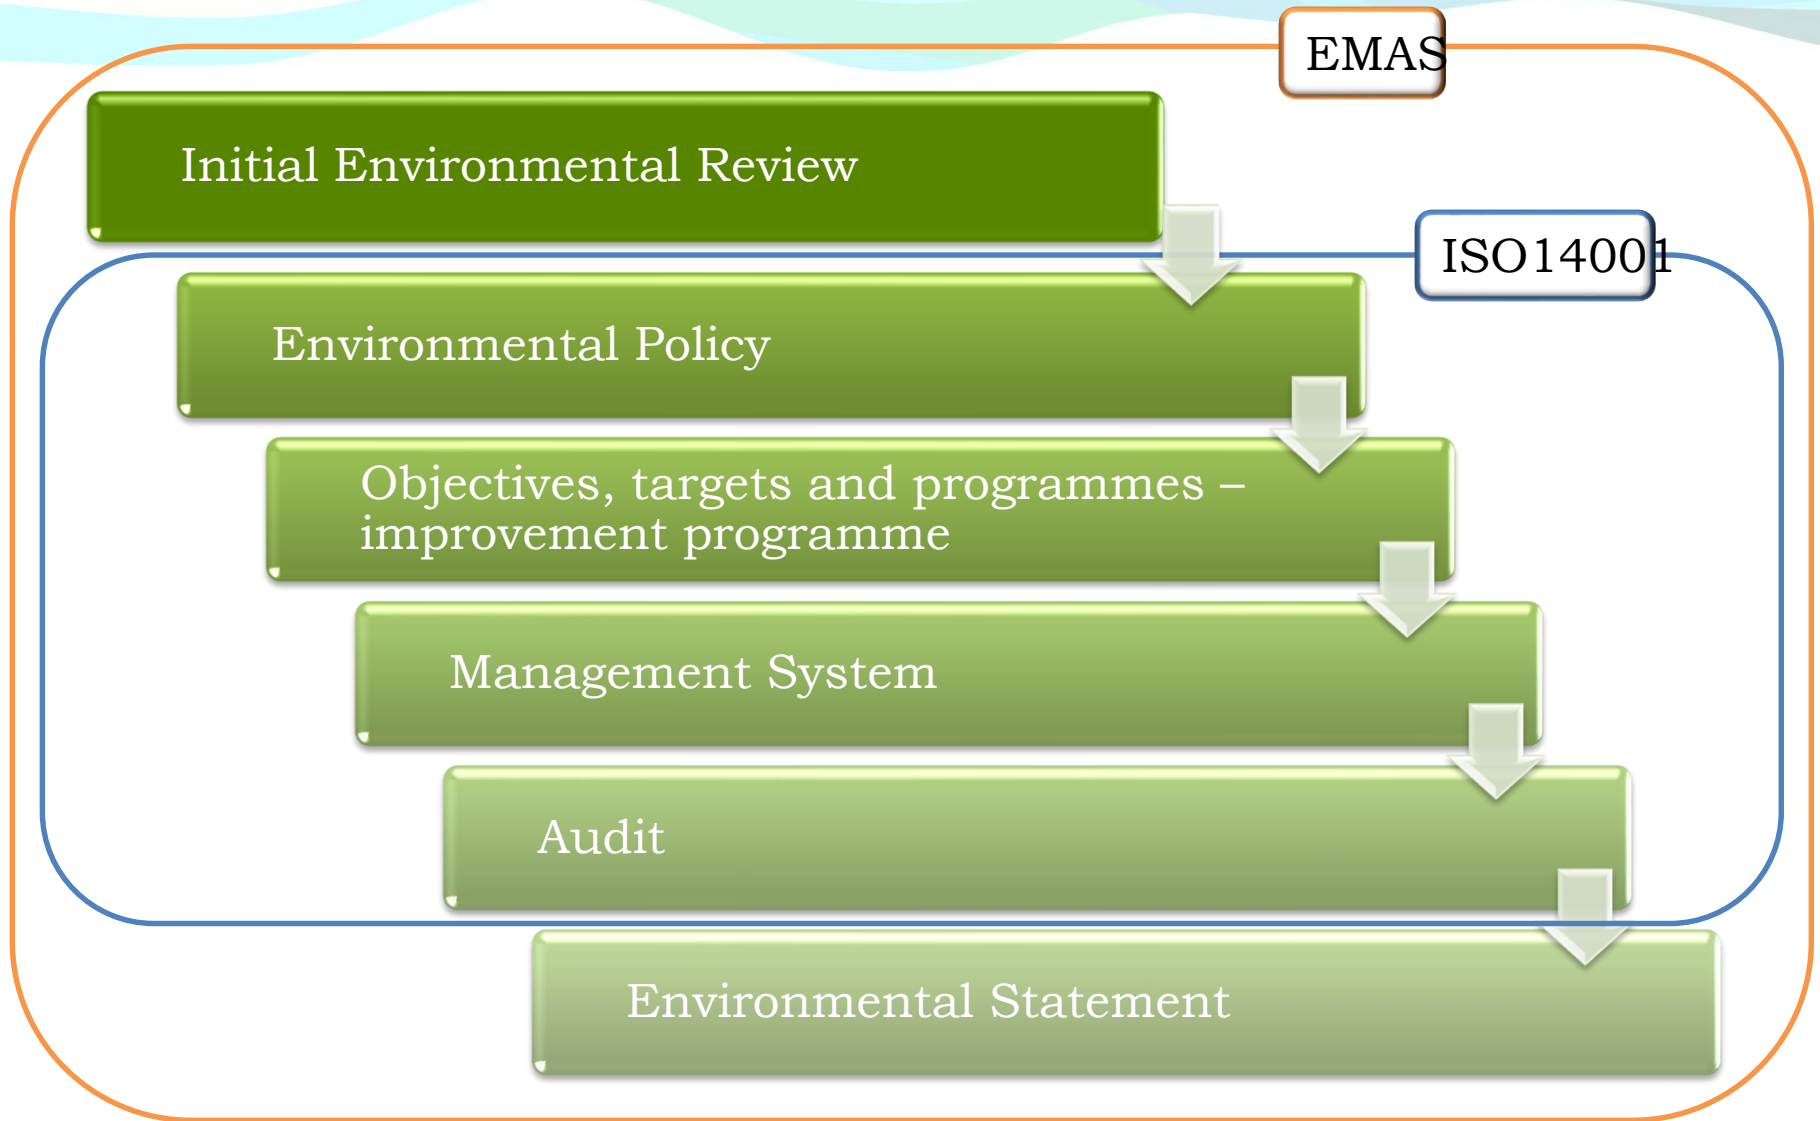 EMAS
Initial Environmental Review
ISO14001
Environmental Policy
Objectives, targets and programmes –
improvement programme
Management System
Audit
Environmental Statement